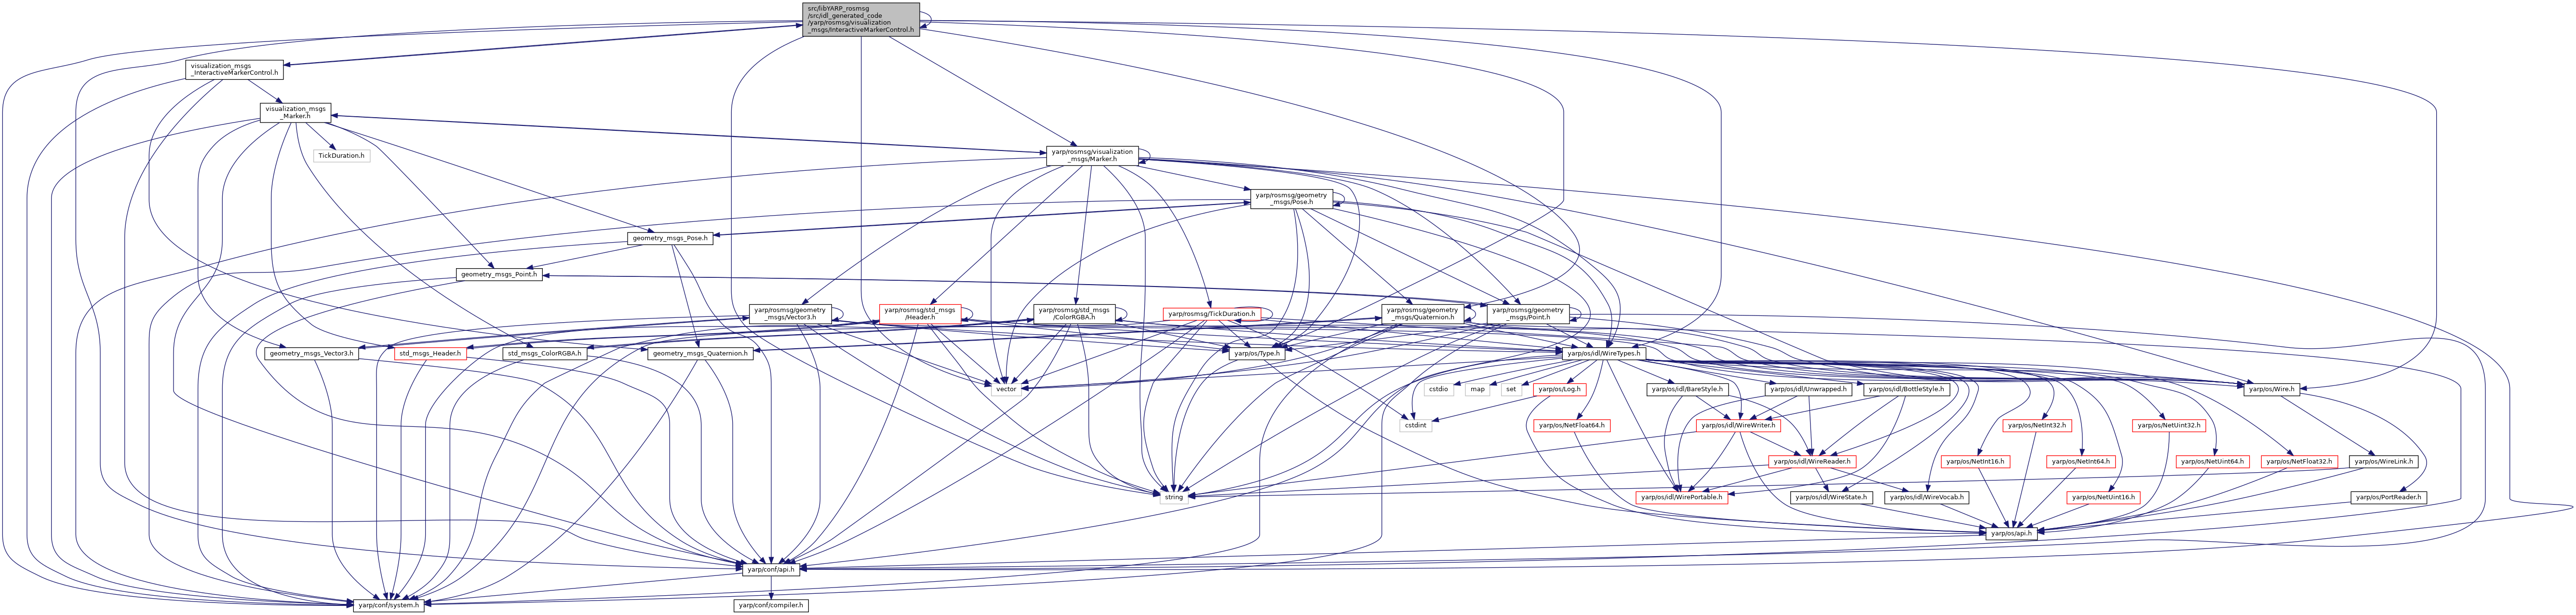 src/libYARP_rosmsg
/src/idl_generated_code
/yarp/rosmsg/visualization
_msgs/InteractiveMarkerControl.h
visualization_msgs
_InteractiveMarkerControl.h
visualization_msgs
_Marker.h
TickDuration.h
yarp/rosmsg/visualization
_msgs/Marker.h
yarp/rosmsg/geometry
_msgs/Pose.h
geometry_msgs_Pose.h
geometry_msgs_Point.h
yarp/rosmsg/geometry
_msgs/Vector3.h
yarp/rosmsg/std_msgs
/Header.h
yarp/rosmsg/std_msgs
/ColorRGBA.h
yarp/rosmsg/TickDuration.h
yarp/rosmsg/geometry
_msgs/Quaternion.h
yarp/rosmsg/geometry
_msgs/Point.h
geometry_msgs_Vector3.h
std_msgs_Header.h
std_msgs_ColorRGBA.h
geometry_msgs_Quaternion.h
yarp/os/Type.h
yarp/os/idl/WireTypes.h
vector
cstdio
map
set
yarp/os/Log.h
yarp/os/idl/BareStyle.h
yarp/os/idl/Unwrapped.h
yarp/os/idl/BottleStyle.h
yarp/os/Wire.h
cstdint
yarp/os/NetFloat64.h
yarp/os/idl/WireWriter.h
yarp/os/NetInt32.h
yarp/os/NetUint32.h
yarp/os/idl/WireReader.h
yarp/os/NetInt16.h
yarp/os/NetInt64.h
yarp/os/NetUint64.h
yarp/os/NetFloat32.h
yarp/os/WireLink.h
string
yarp/os/idl/WirePortable.h
yarp/os/idl/WireState.h
yarp/os/idl/WireVocab.h
yarp/os/NetUint16.h
yarp/os/PortReader.h
yarp/os/api.h
yarp/conf/api.h
yarp/conf/system.h
yarp/conf/compiler.h